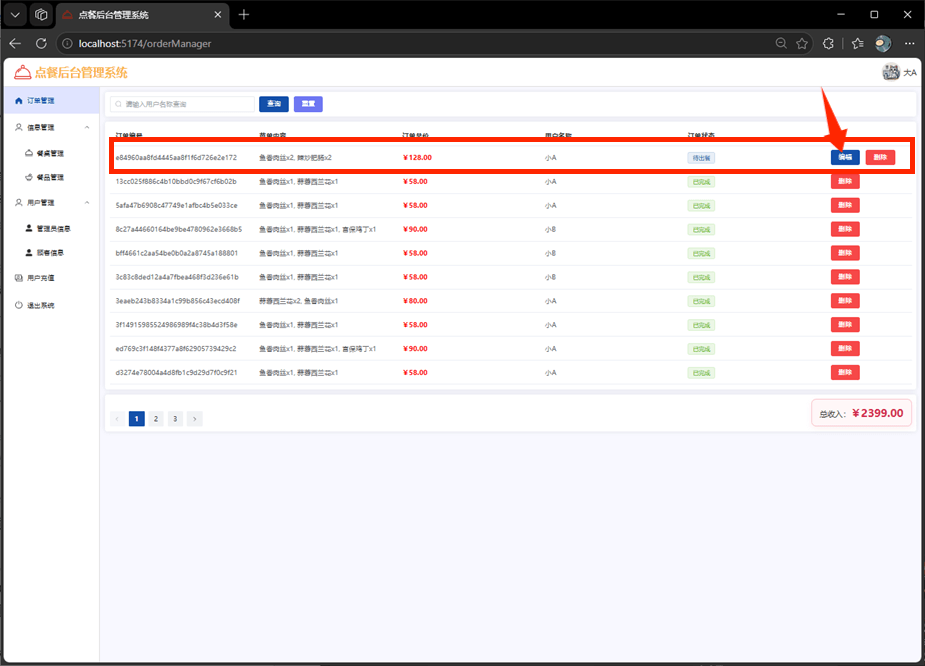 点餐后台管理系统
localhost:5174/orderManager
点餐后台管理系统
大A
订单管理
信息管理
餐桌管理
餐品管理
用户管理
管理员信息
顾客信息
用户充值
退出系统
请输入用户名称查询
查询
重置
订单编号 菜单内容 订单总价 用户名称 订单状态
e84960aa8fd4445aa8f1f6d726e2e172 鱼香肉丝x2, 辣炒肥肠x2 ¥128.00 小A 待出餐 编辑 删除
13cc025f886c4b10bbd0c9f67cf6b02b 鱼香肉丝x1, 蒜蓉西兰花x1 ¥58.00 小A 已完成 删除
5afa47b6908c47749e1afbc4b5e033ce 鱼香肉丝x1, 蒜蓉西兰花x1 ¥58.00 小A 已完成 删除
8c27a44660164be9be4780962e3668b5 鱼香肉丝x1, 蒜蓉西兰花x1, 宫保鸡丁x1 ¥90.00 小B 已完成 删除
bff4661c2aa54be0b0a2a8745a188801 鱼香肉丝x1, 蒜蓉西兰花x1 ¥58.00 小B 已完成 删除
3c83c8ded12a4a7fbea468f3d236e61b 鱼香肉丝x1, 蒜蓉西兰花x1 ¥58.00 小B 已完成 删除
3eaeb243b8334a1c99b856c43ecd408f 蒜蓉西兰花x2, 鱼香肉丝x1 ¥80.00 小A 已完成 删除
3f14915985524986989f4c38b4d3f58e 鱼香肉丝x1, 蒜蓉西兰花x1 ¥58.00 小A 已完成 删除
ed769c3f148f4377a8f62905739429c2 鱼香肉丝x1, 蒜蓉西兰花x1, 宫保鸡丁x1 ¥90.00 小A 已完成 删除
d3274e78004a4d8fb1c9d29d7f0c9f21 鱼香肉丝x1, 蒜蓉西兰花x1 ¥58.00 小A 已完成 删除
1 2 3
总收入: ¥2399.00